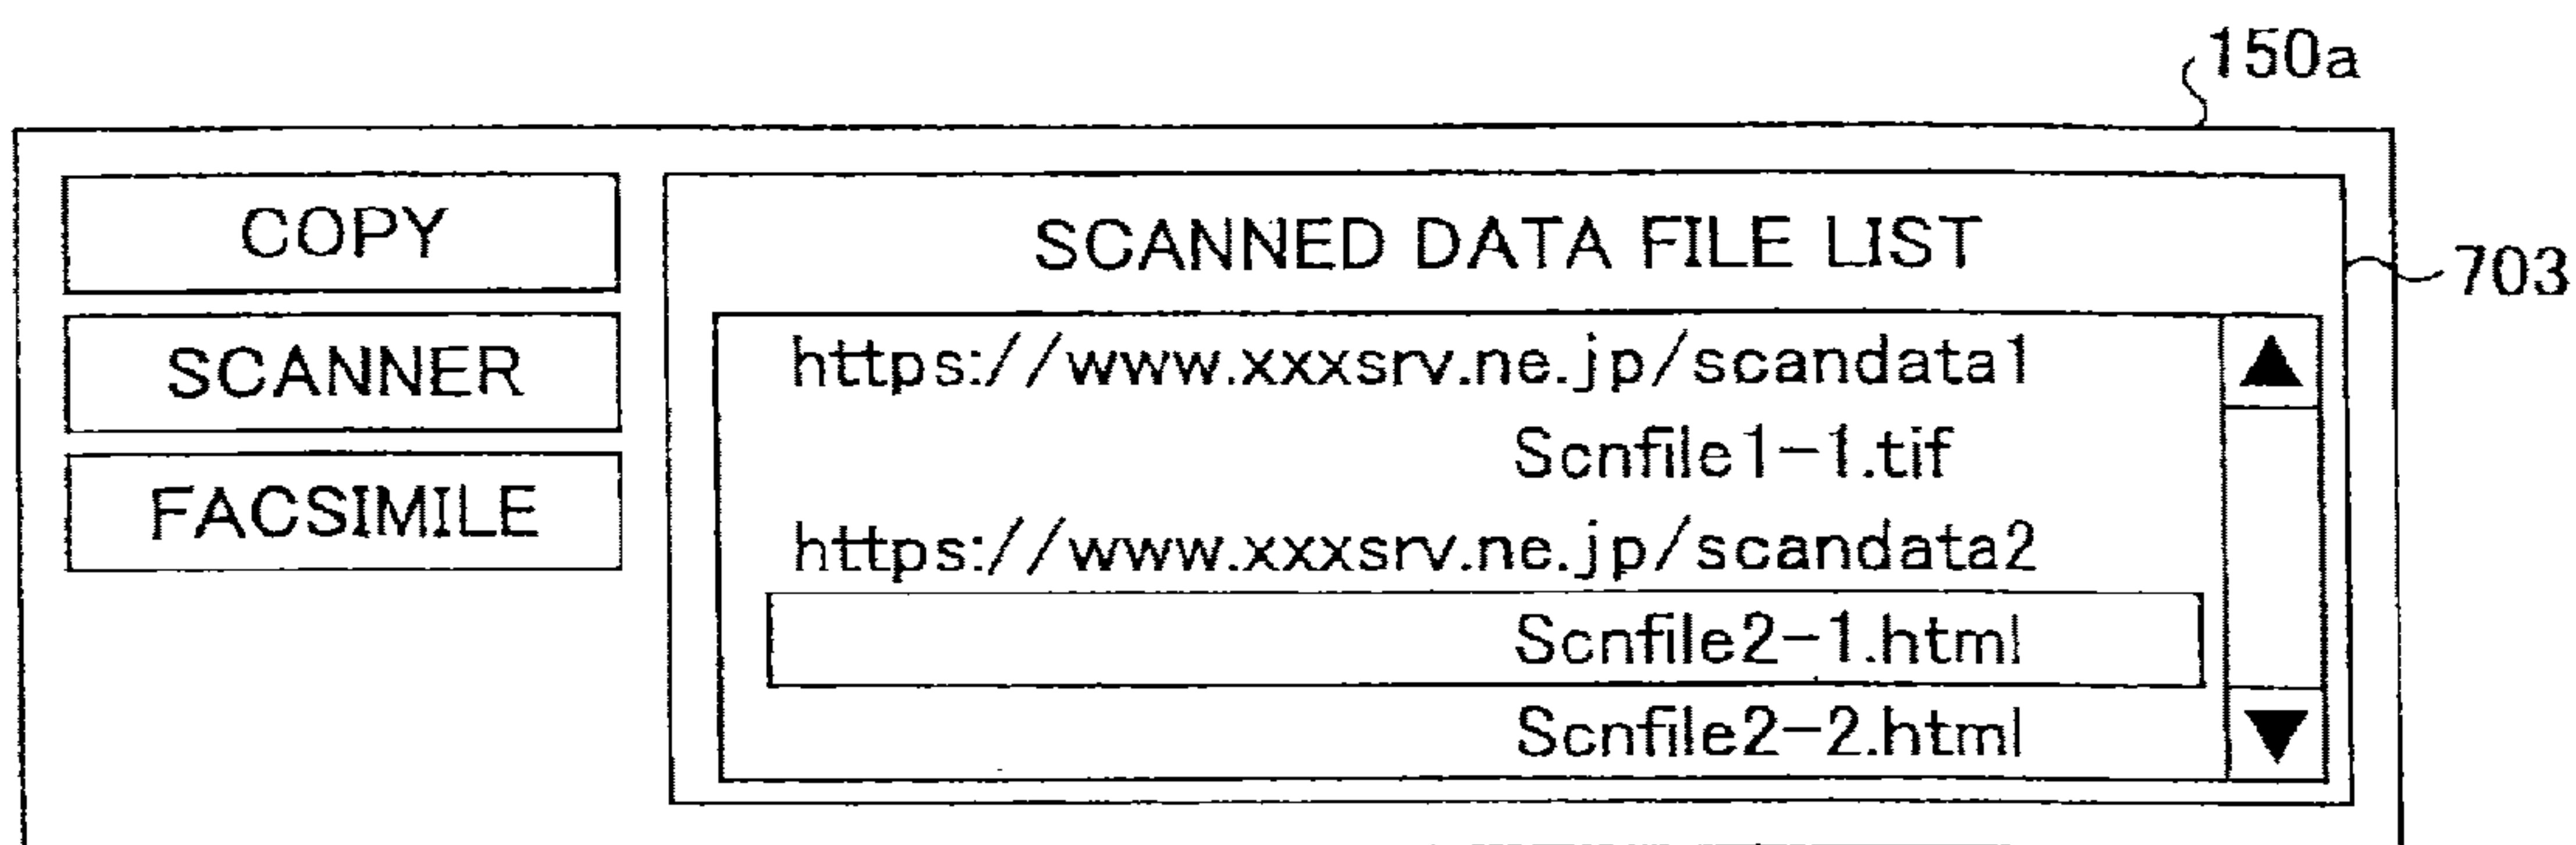 150a
COPY
SCANNER
FACSIMILE
SCANNED DATA FILE LIST
703
https://www.xxxsrv.ne.jp/scandata1
Scnfile1-1.tif
https://www.xxxsrv.ne.jp/scandata2
Scnfile2-1.html
Scnfile2-2.html